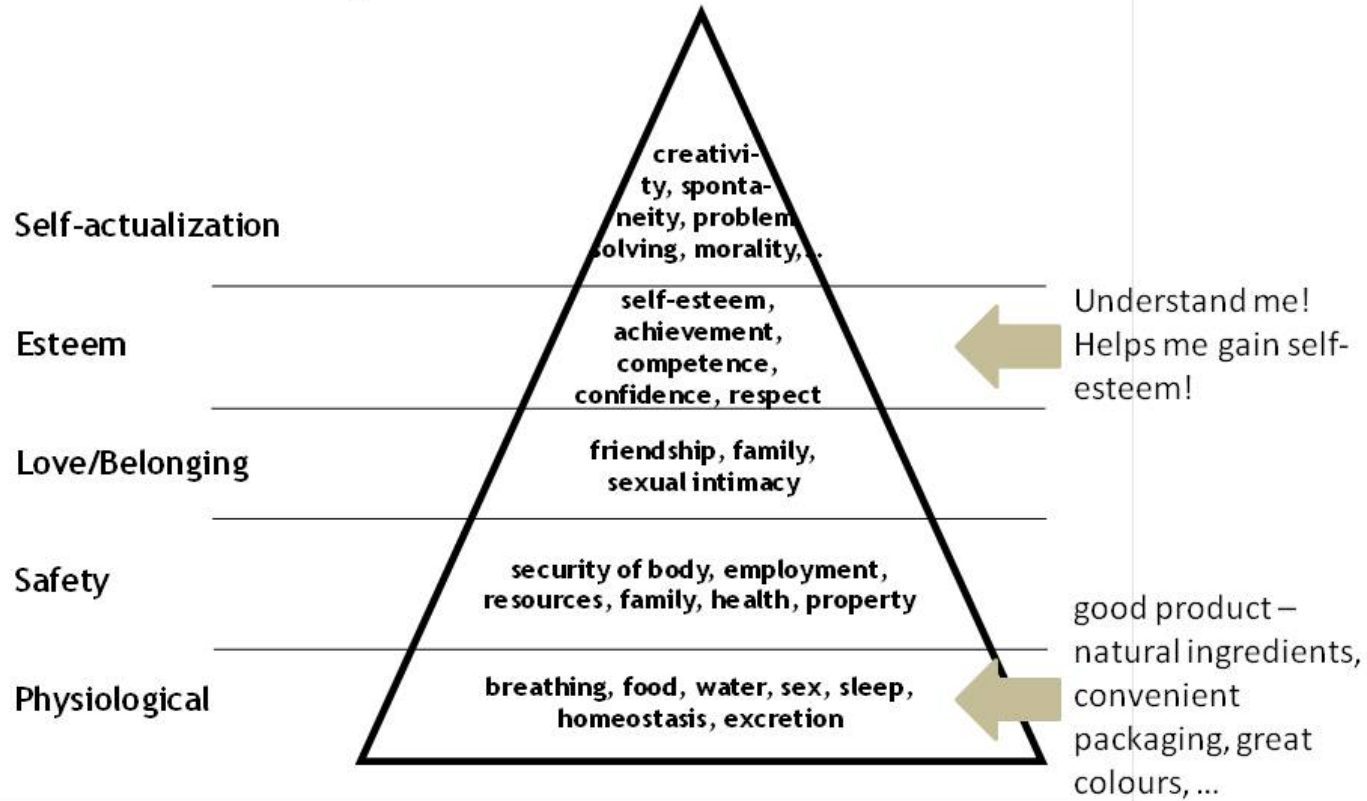 Self-actualization
creativi-
ty, sponta-
neity, problem
solving, morality,...
Esteem
self-esteem,
achievement,
competence,
confidence, respect
Understand me!
Helps me gain self-
esteem!
Love/Belonging
friendship, family,
sexual intimacy
Safety
security of body, employment,
resources, family, health, property
Physiological
breathing, food, water, sex, sleep,
homeostasis, excretion
good product –
natural ingredients,
convenient
packaging, great
colours, ...